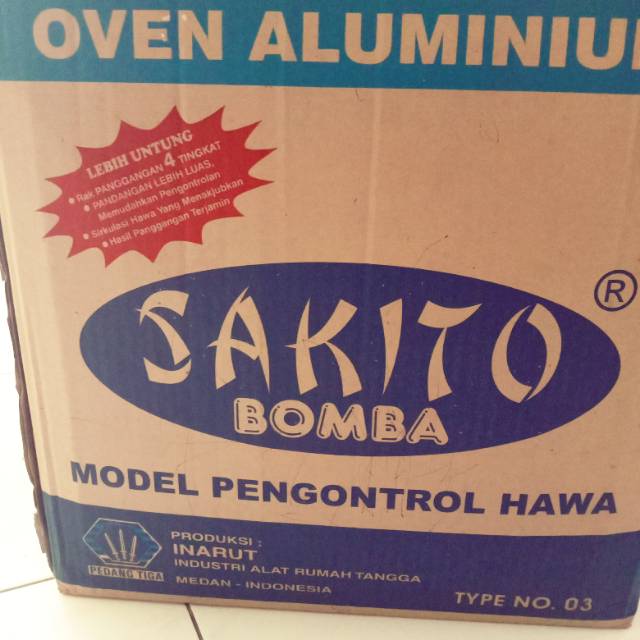 OVEN ALUMINIU
LEBIH UNTUNG
• Rak PANGGANGAN 4 TINGKAT
• PANDANGAN LEBIH LUAS,
Memudahkan Pengontrolan
• Sirkulasi Hawa Yang Menakjubkan
• Hasil Panggangan Terjamin
SAKITO ®
BOMBA
MODEL PENGONTROL HAWA
PEDANG TIGA
PRODUKSI :
INARUT
INDUSTRI ALAT RUMAH TANGGA
MEDAN - INDONESIA
TYPE NO. 03